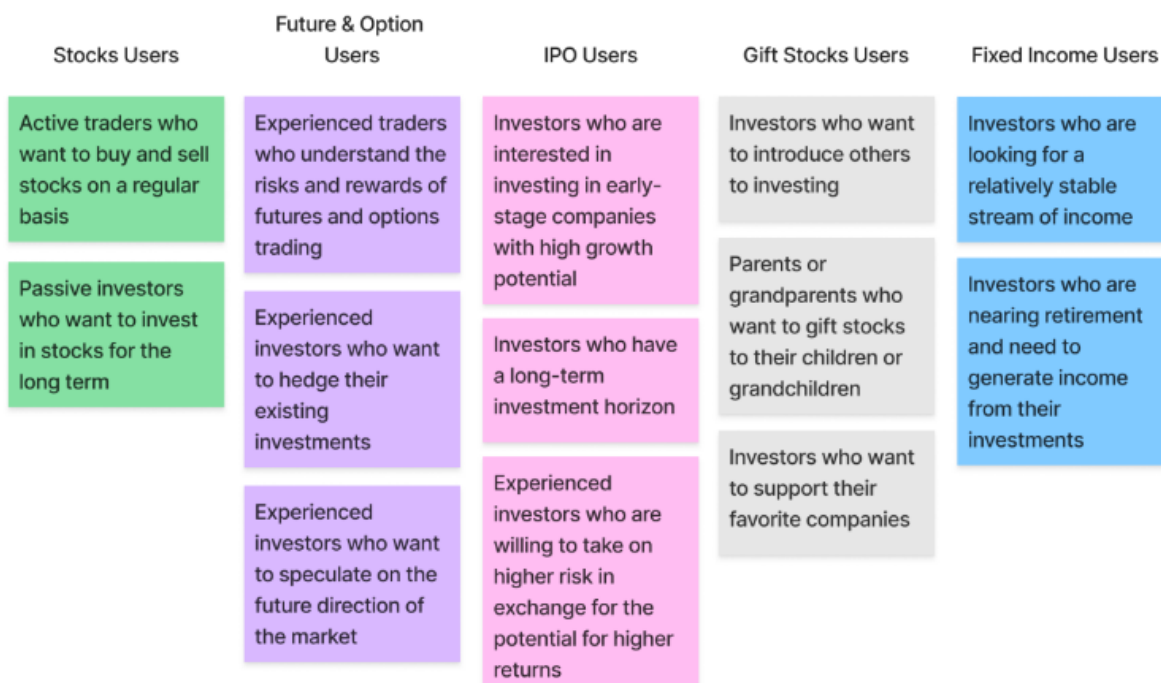 Stocks Users
Active traders who
want to buy and sell
stocks on a regular
basis
Passive investors
who want to invest
in stocks for the
long term
Future & Option
Users
Experienced traders
who understand the
risks and rewards of
futures and options
trading
Experienced
investors who want
to hedge their
existing
investments
Experienced
investors who want
to speculate on the
future direction of
the market
IPO Users
Investors who are
interested in
investing in early-
stage companies
with high growth
potential
Investors who have
a long-term
investment horizon
Experienced
investors who are
willing to take on
higher risk in
exchange for the
potential for higher
returns
Gift Stocks Users
Investors who want
to introduce others
to investing
Parents or
grandparents who
want to gift stocks
to their children or
grandchildren
Investors who want
to support their
favorite companies
Fixed Income Users
Investors who are
looking for a
relatively stable
stream of income
Investors who are
nearing retirement
and need to
generate income
from their
investments